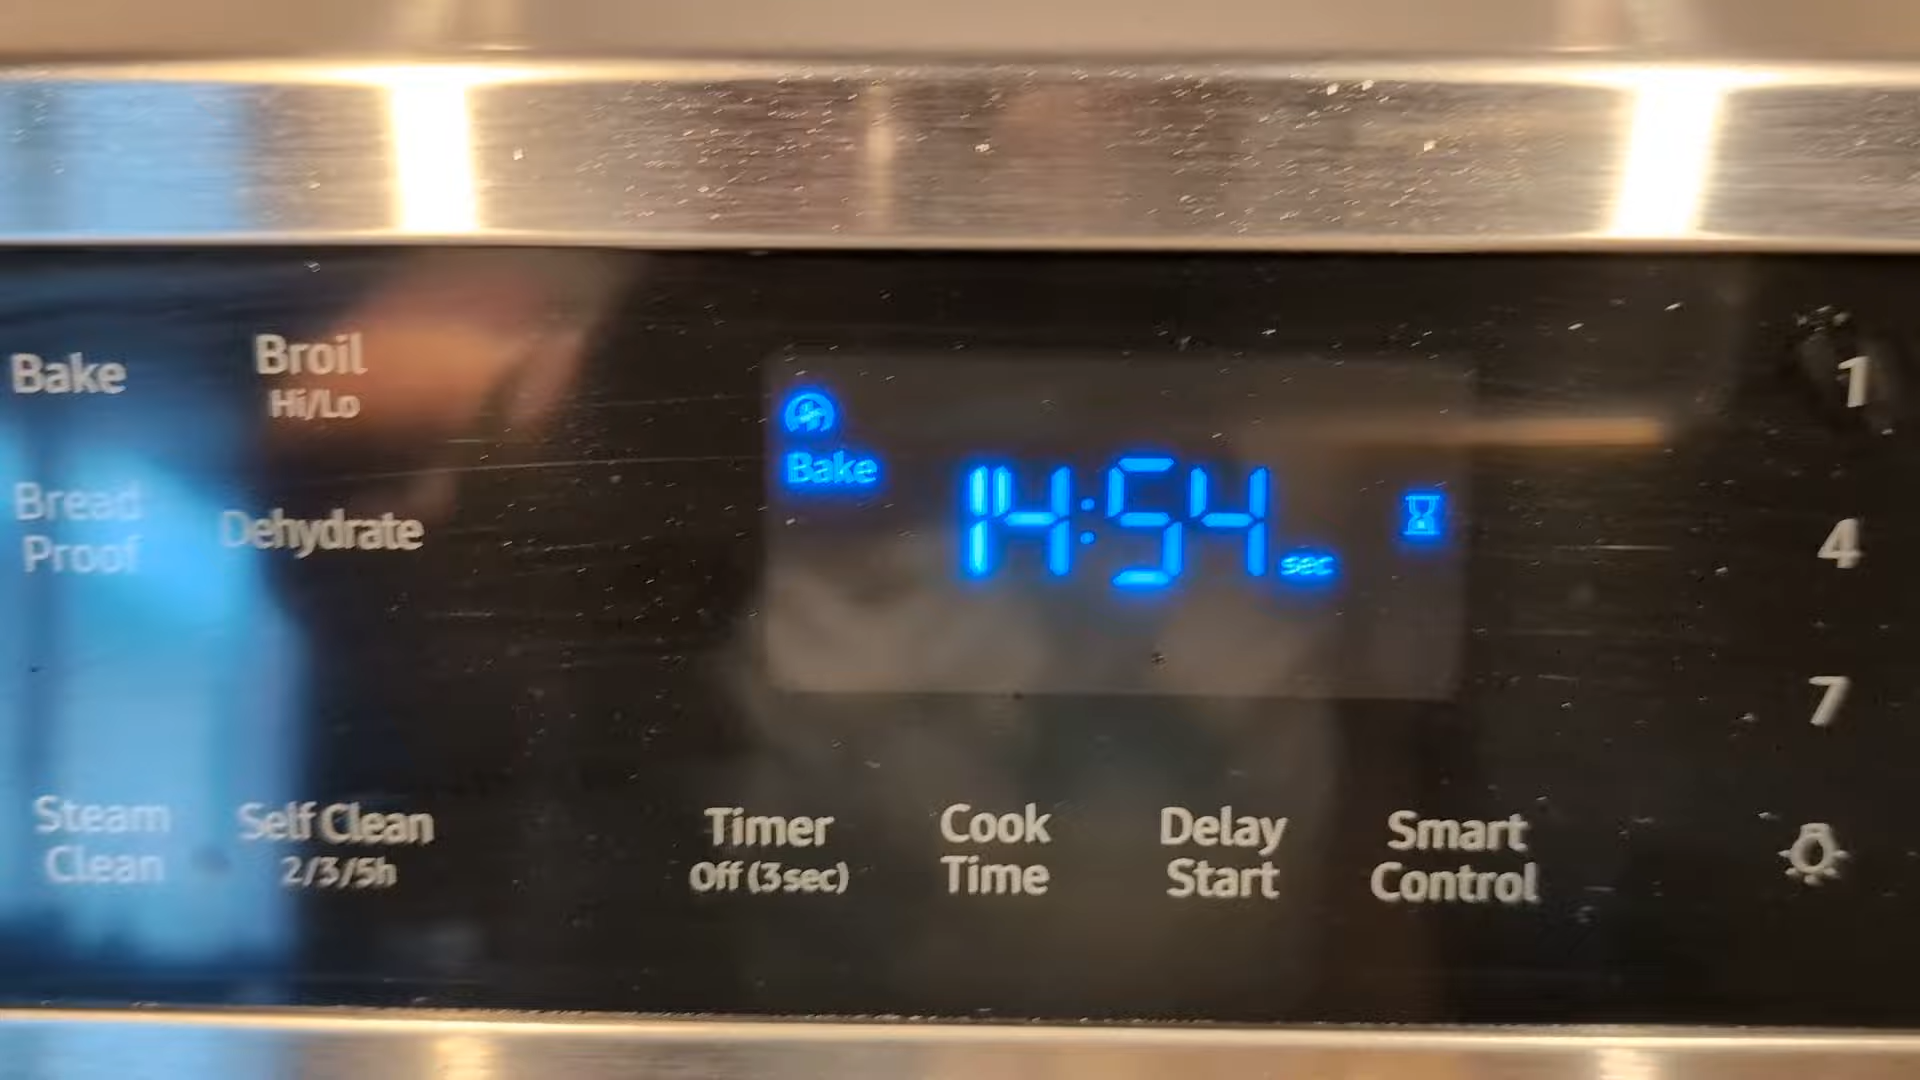 Bake
Broil
Hi/Lo
Bread
Proof
Dehydrate
Steam
Clean
Self Clean
2/3/5h
Bake
14:54 sec
Timer
Off (3sec)
Cook
Time
Delay
Start
Smart
Control
1
4
7